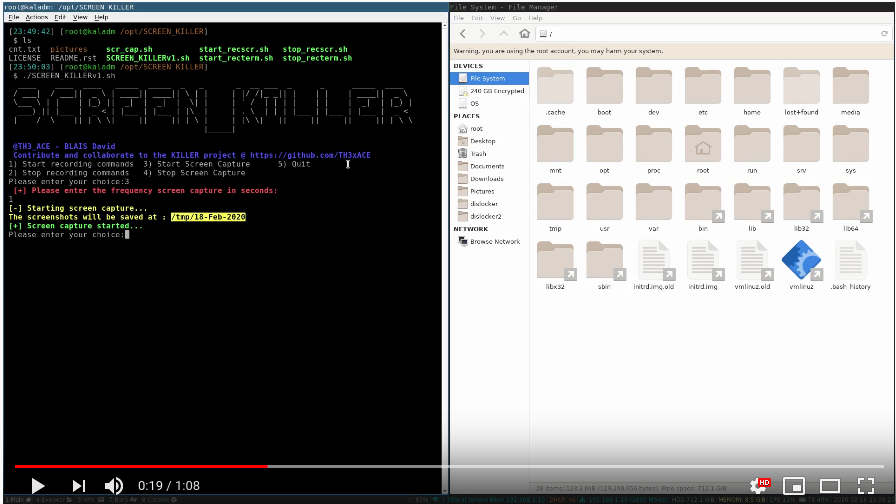 root@kaladm: /opt/SCREEN_KILLER
File Actions Edit View Help
[23:49:42] [root@kaladm /opt/SCREEN_KILLER]
$ ls
cnt.txt pictures scr_cap.sh start_recscr.sh stop_recscr.sh
LICENSE README.rst SCREEN_KILLERv1.sh start_recterm.sh stop_recterm.sh
[23:50:03] [root@kaladm /opt/SCREEN_KILLER]
$ ./SCREEN_KILLERv1.sh
SCREEN_KILLER
@TH3_ACE - BLAIS David
Contribute and collaborate to the KILLER project @ https://github.com/TH3xACE
1) Start recording commands 3) Start Screen Capture 5) Quit
2) Stop recording commands 4) Stop Screen Capture
Please enter your choice:3
[+] Please enter the frequency screen capture in seconds:
1
[-] Starting screen capture...
The screenshots will be saved at : /tmp/18-Feb-2020
[+] Screen capture started...
Please enter your choice:
File System - File Manager
File Edit View Go Help
/
Warning, you are using the root account, you may harm your system.
DEVICES
File System
240 GB Encrypted
OS
PLACES
root
Desktop
Trash
Documents
Downloads
Pictures
dislocker
dislocker2
NETWORK
Browse Network
.cache boot dev etc home lost+found media
mnt opt proc root run srv sys
tmp usr var bin lib lib32 lib64
libx32 sbin initrd.img.old initrd.img vmlinuz.old vmlinuz .bash_history
0:19 / 1:08
HD